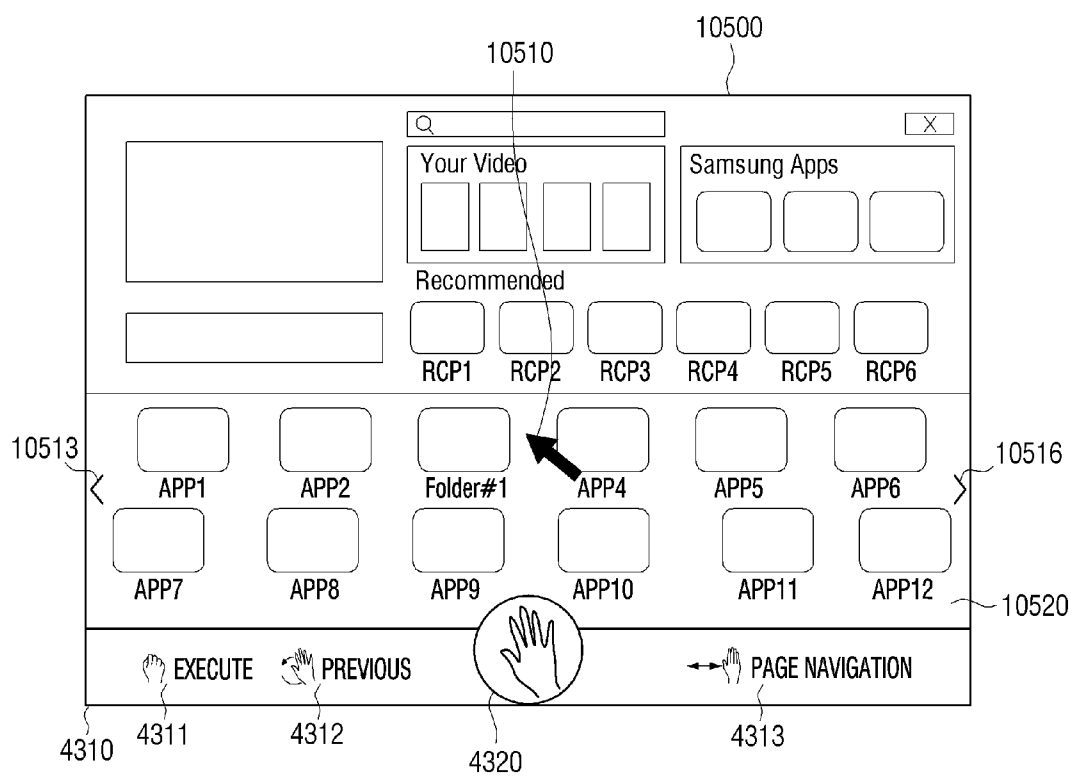 10500
10510
X
Your Video
Samsung Apps
Recommended
RCP1 RCP2 RCP3 RCP4 RCP5 RCP6
10513
10516
APP1 APP2 Folder#1 APP4 APP5 APP6
APP7 APP8 APP9 APP10 APP11 APP12
10520
EXECUTE PREVIOUS PAGE NAVIGATION
4310 4311 4312 4320 4313